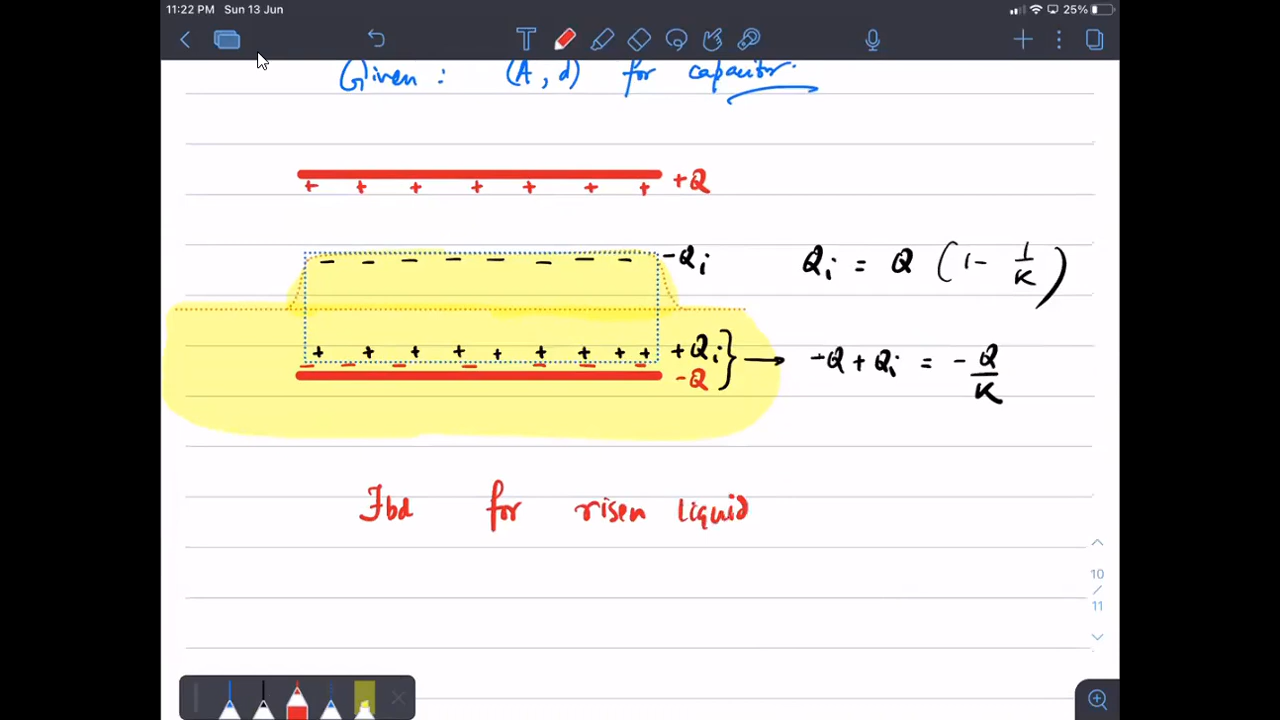 11:22 PM Sun 13 Jun 25%
T
Given : (A, d) for capacitor.
+ + + + + + + +Q
− − − − − − − − −Qi Qi = Q (1 - 1/K)
+ + + + + + + + + +Qi } → -Q + Qi = - Q/K
− − − − − − − −Q
Fbd for risen liquid
10
/
11